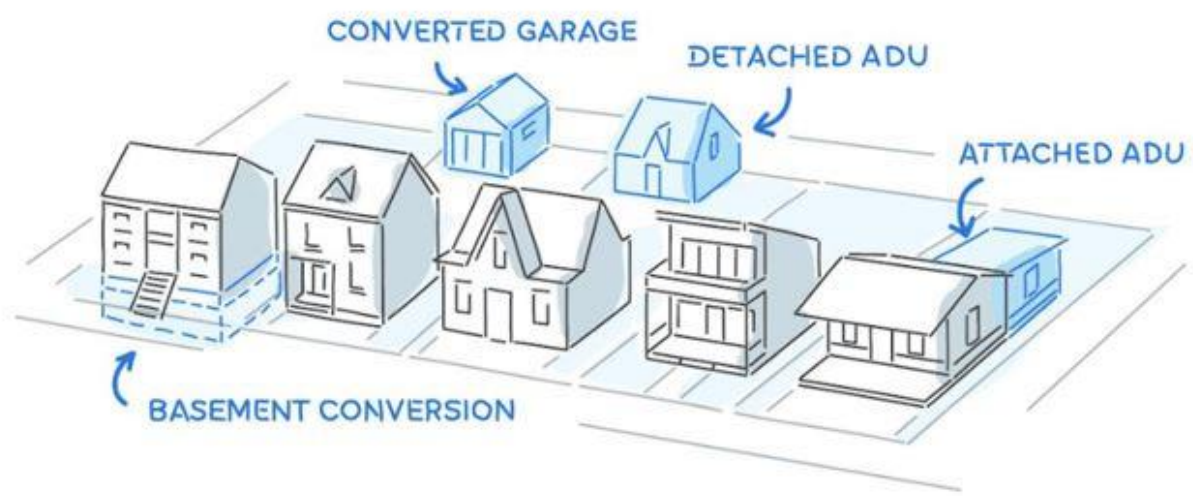 CONVERTED GARAGE
DETACHED ADU
ATTACHED ADU
BASEMENT CONVERSION